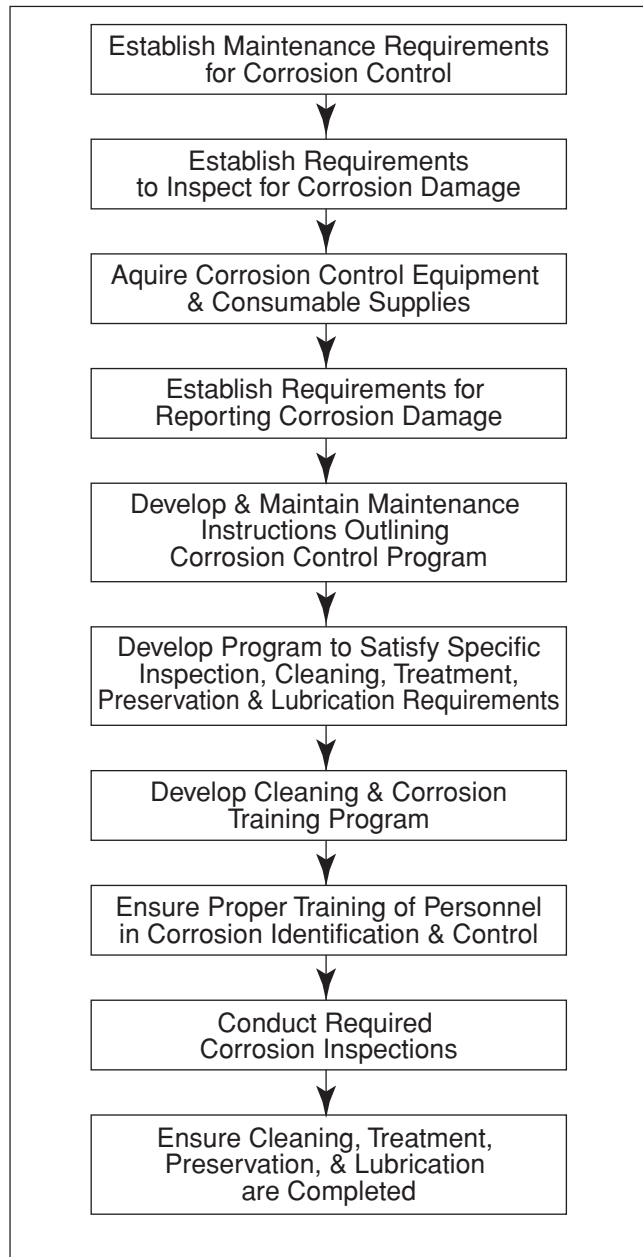 Establish Maintenance Requirements
for Corrosion Control
Establish Requirements
to Inspect for Corrosion Damage
Aquire Corrosion Control Equipment
& Consumable Supplies
Establish Requirements for
Reporting Corrosion Damage
Develop & Maintain Maintenance
Instructions Outlining
Corrosion Control Program
Develop Program to Satisfy Specific
Inspection, Cleaning, Treatment,
Preservation & Lubrication Requirements
Develop Cleaning & Corrosion
Training Program
Ensure Proper Training of Personnel
in Corrosion Identification & Control
Conduct Required
Corrosion Inspections
Ensure Cleaning, Treatment,
Preservation, & Lubrication
are Completed